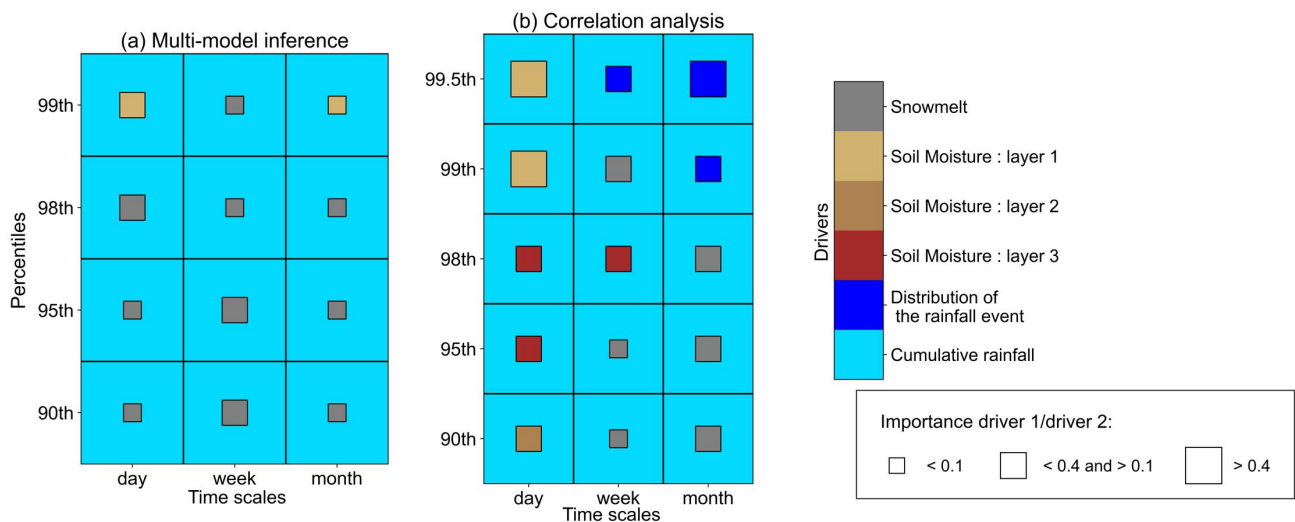 (a) Multi-model inference
Percentiles
99th
98th
95th
90th
day week month
Time scales
(b) Correlation analysis
99.5th
99th
98th
95th
90th
day week month
Time scales
Drivers
Snowmelt
Soil Moisture : layer 1
Soil Moisture : layer 2
Soil Moisture : layer 3
Distribution of
the rainfall event
Cumulative rainfall
Importance driver 1/driver 2:
< 0.1 < 0.4 and > 0.1 > 0.4